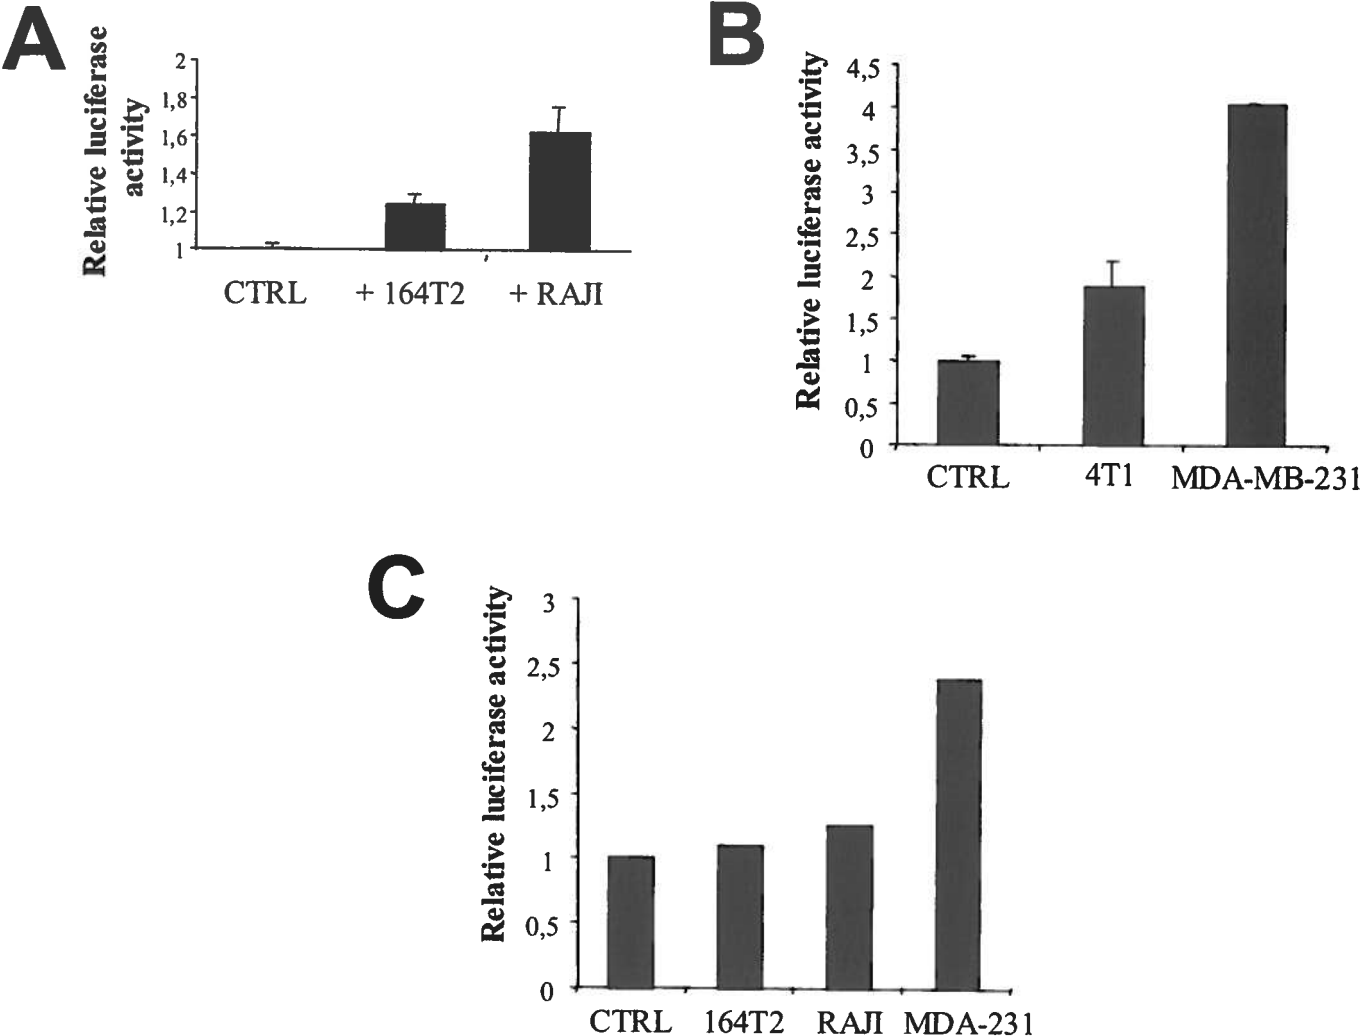 A
Relative luciferase
activity
2
1,8
1,6
1,4
1,2
1
CTRL
+ 164T2
+ RAJI
B
Relative luciferase activity
4,5
4
3,5
3
2,5
2
1,5
1
0,5
0
CTRL
4T1
MDA-MB-231
C
Relative luciferase activity
3
2,5
2
1,5
1
0,5
0
CTRL
164T2
RAJI
MDA-231